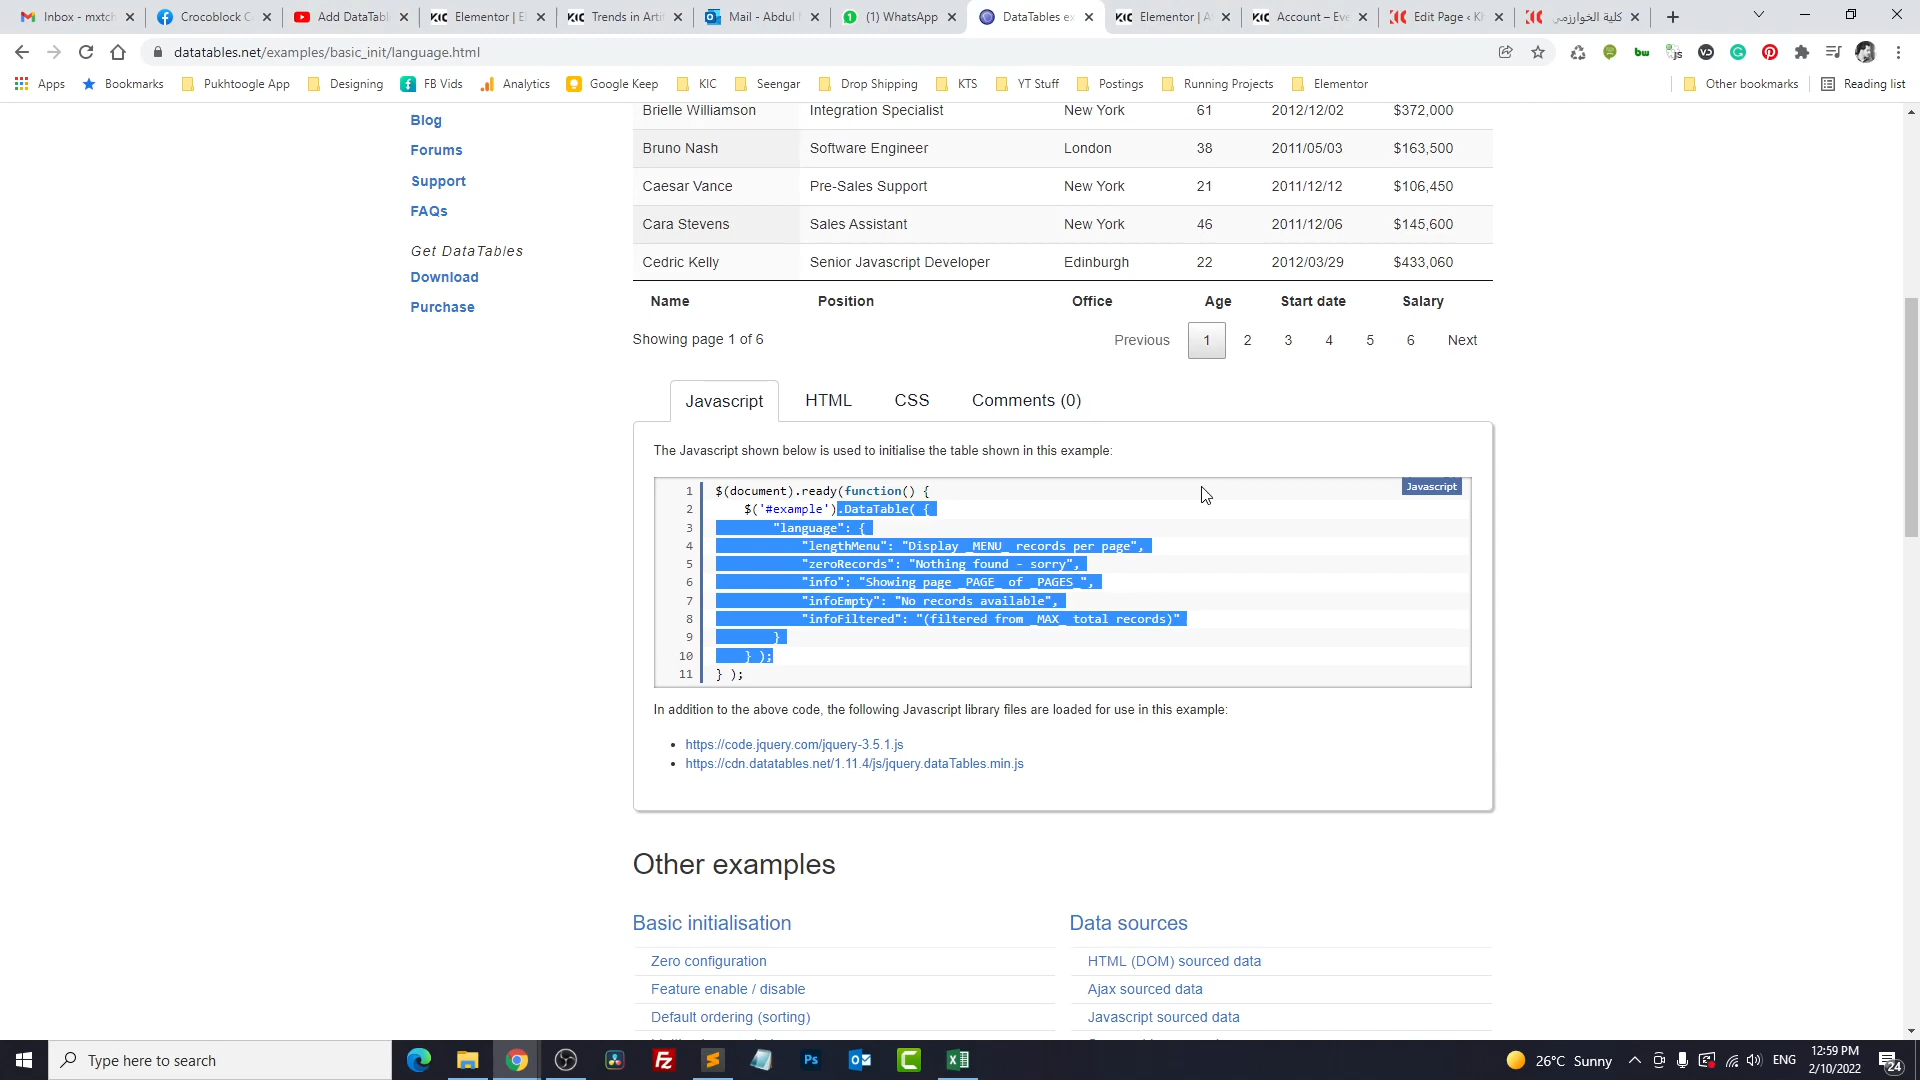 Inbox - mxtch
Crocoblock C
Add DataTabl
KIC Elementor | El
KIC Trends in Arti
Mail - Abdul
(1) WhatsApp
DataTables ex
KIC Elementor | A
KIC Account – Eve
Edit Page ‹ Kh
كلية الخوارزمي
datatables.net/examples/basic_init/language.html
Apps
Bookmarks
Pukhtoogle App
Designing
FB Vids
Analytics
Google Keep
KIC
Seengar
Drop Shipping
KTS
YT Stuff
Postings
Running Projects
Elementor
Other bookmarks
Reading list
Blog
Forums
Support
FAQs
Get DataTables
Download
Purchase
Brielle Williamson Integration Specialist New York 61 2012/12/02 $372,000
Bruno Nash Software Engineer London 38 2011/05/03 $163,500
Caesar Vance Pre-Sales Support New York 21 2011/12/12 $106,450
Cara Stevens Sales Assistant New York 46 2011/12/06 $145,600
Cedric Kelly Senior Javascript Developer Edinburgh 22 2012/03/29 $433,060
Name Position Office Age Start date Salary
Showing page 1 of 6
Previous 1 2 3 4 5 6 Next
Javascript HTML CSS Comments (0)
The Javascript shown below is used to initialise the table shown in this example:
Javascript
1 $(document).ready(function() {
2 $('#example').DataTable( {
3 "language": {
4 "lengthMenu": "Display _MENU_ records per page",
5 "zeroRecords": "Nothing found - sorry",
6 "info": "Showing page _PAGE_ of _PAGES_",
7 "infoEmpty": "No records available",
8 "infoFiltered": "(filtered from _MAX_ total records)"
9 }
10 } );
11 } );
In addition to the above code, the following Javascript library files are loaded for use in this example:
https://code.jquery.com/jquery-3.5.1.js
https://cdn.datatables.net/1.11.4/js/jquery.dataTables.min.js
Other examples
Basic initialisation
Zero configuration
Feature enable / disable
Default ordering (sorting)
Data sources
HTML (DOM) sourced data
Ajax sourced data
Javascript sourced data
Type here to search
26°C Sunny
ENG
12:59 PM
2/10/2022
24